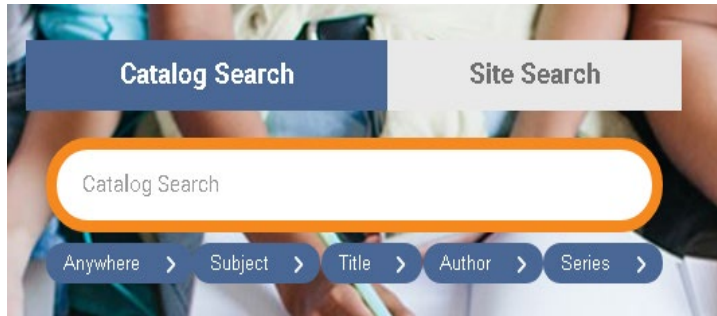 Catalog Search Site Search
Catalog Search
Anywhere Subject Title Author Series